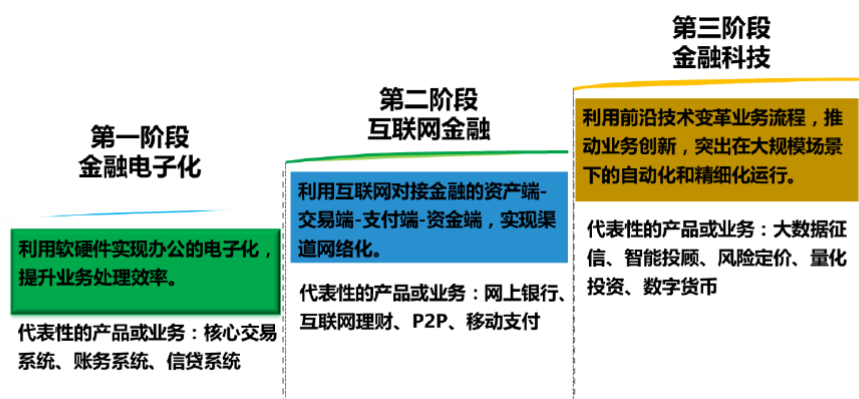 第一阶段
金融电子化
利用软硬件实现办公的电子化，
提升业务处理效率。
代表性的产品或业务：核心交易
系统、账务系统、信贷系统
第二阶段
互联网金融
利用互联网对接金融的资产端-
交易端-支付端-资金端，实现渠
道网络化。
代表性的产品或业务：网上银行、
互联网理财、P2P、移动支付
第三阶段
金融科技
利用前沿技术变革业务流程，推
动业务创新，突出在大规模场景
下的自动化和精细化运行。
代表性的产品或业务：大数据征
信、智能投顾、风险定价、量化
投资、数字货币